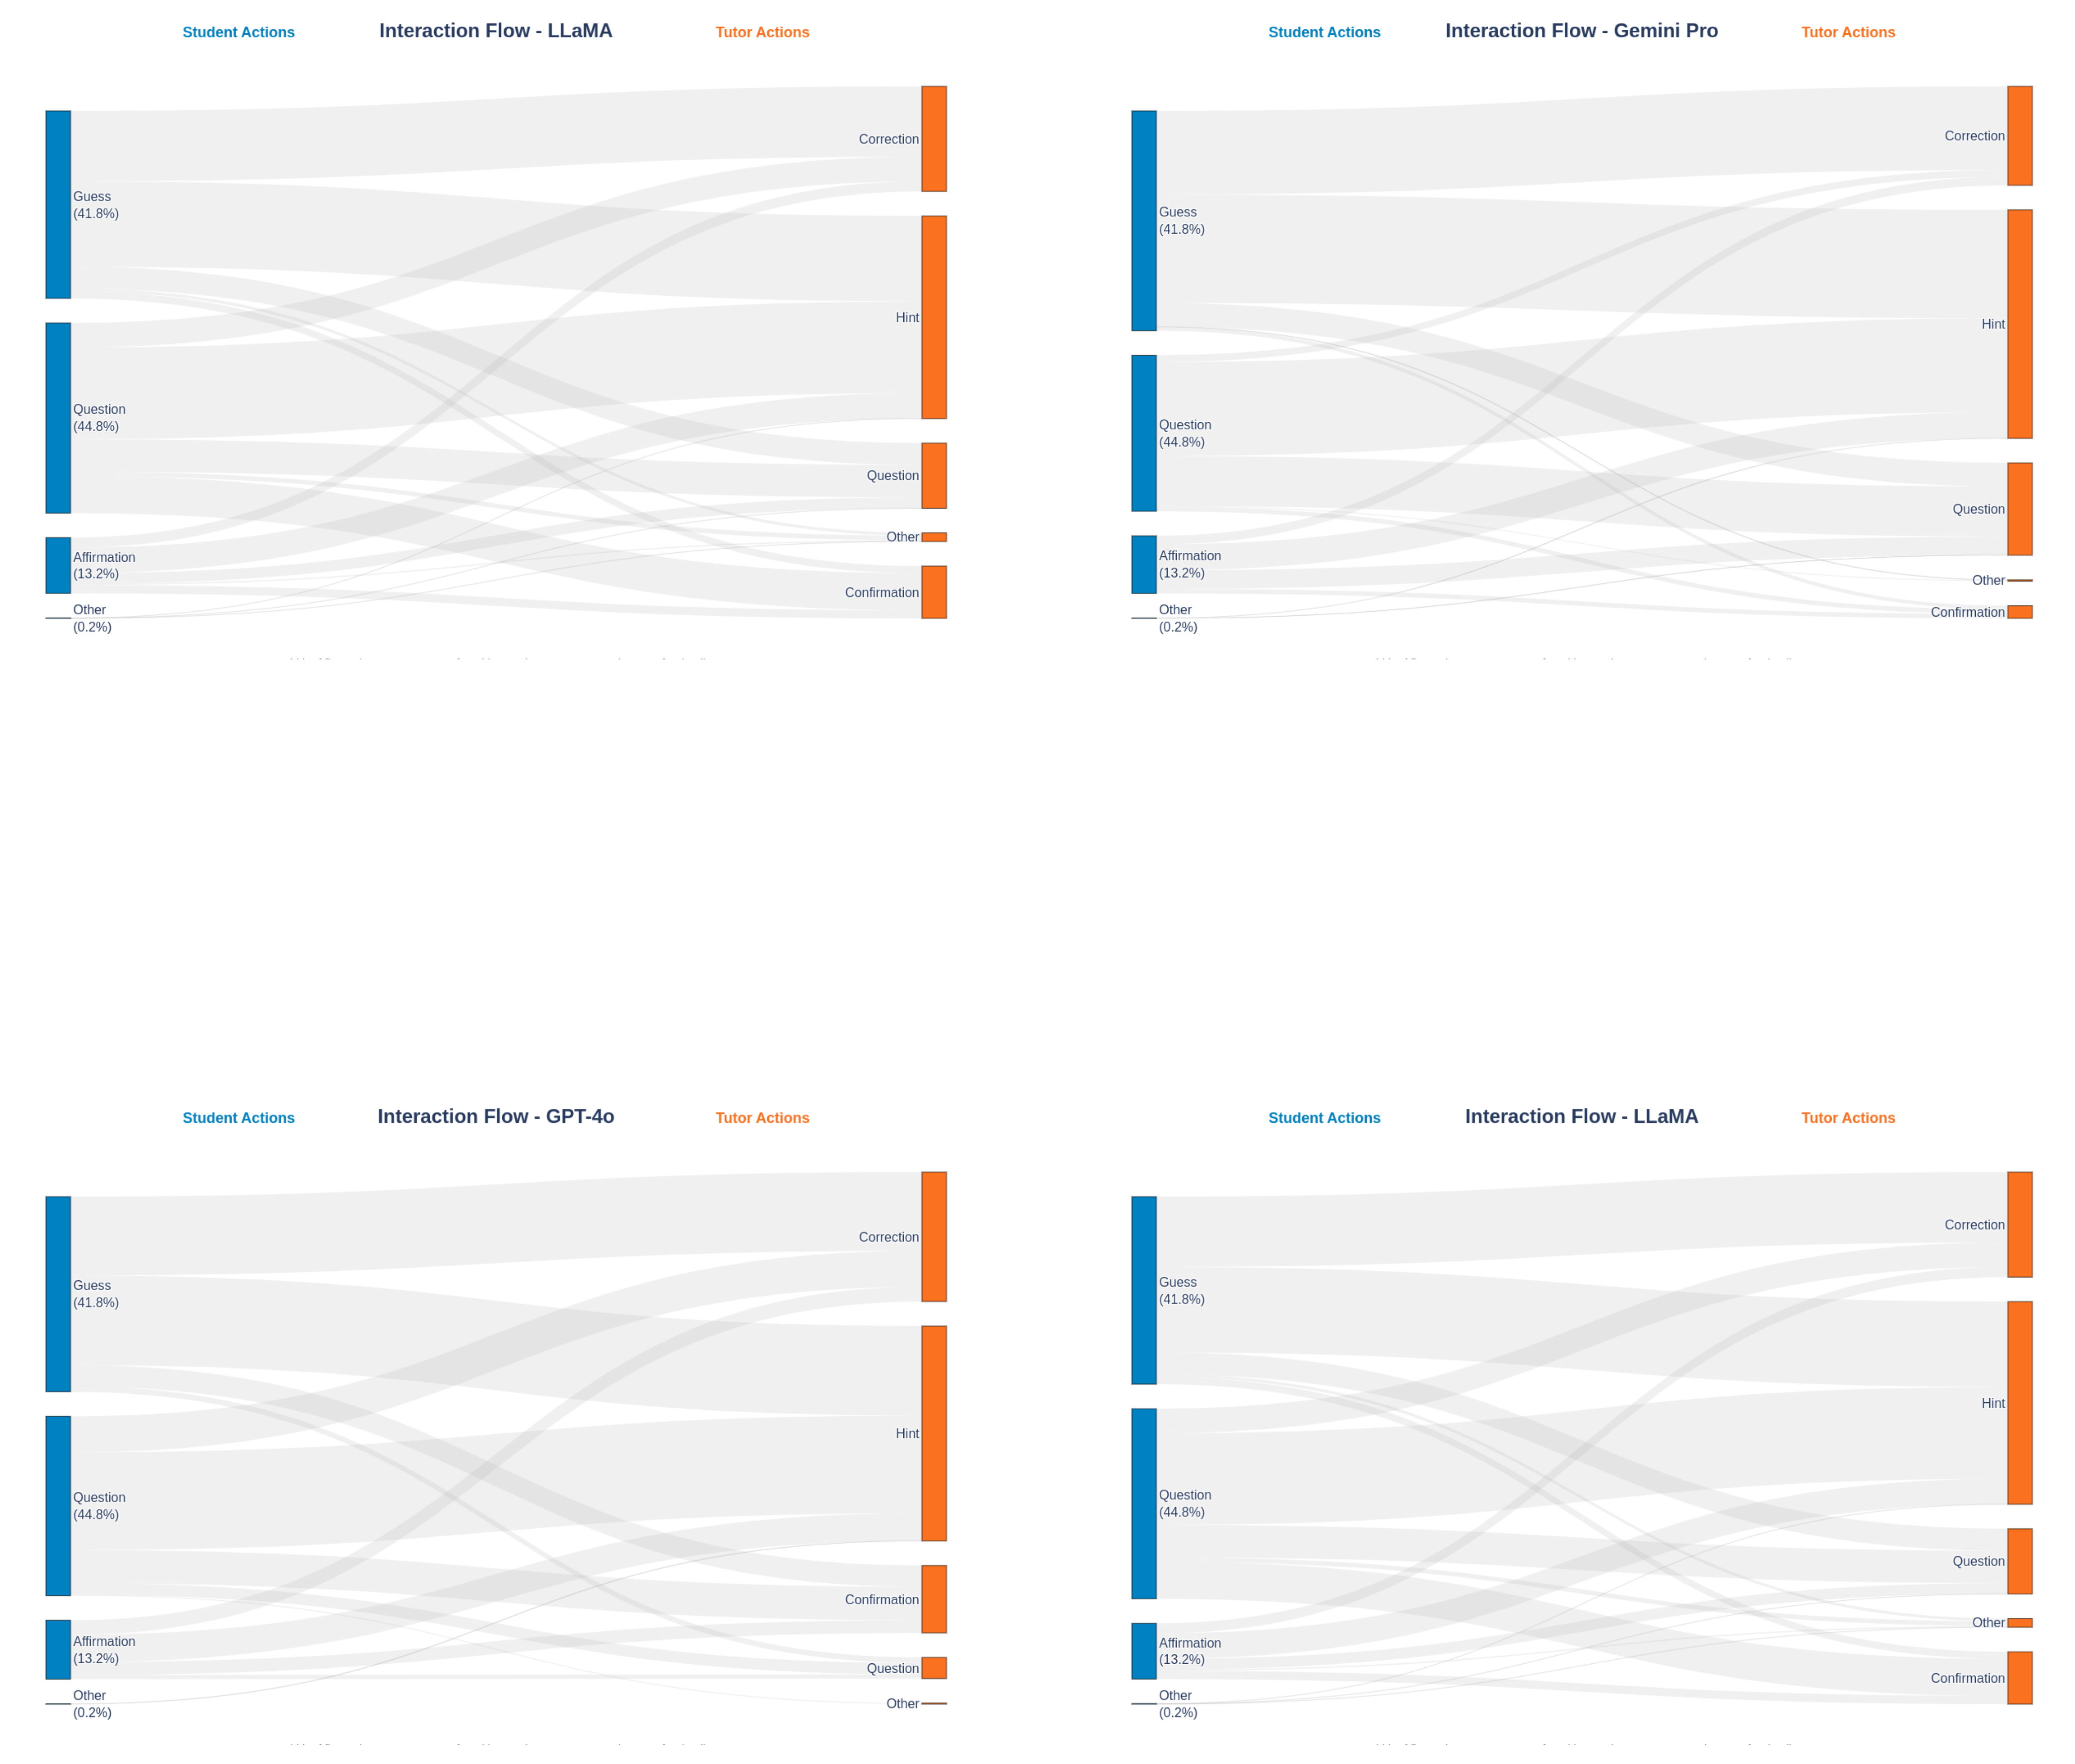 Student Actions
Interaction Flow - LLaMA
Tutor Actions
Guess
(41.8%)
Question
(44.8%)
Affirmation
(13.2%)
Other
(0.2%)
Correction
Hint
Question
Other
Confirmation
Student Actions
Interaction Flow - Gemini Pro
Tutor Actions
Guess
(41.8%)
Question
(44.8%)
Affirmation
(13.2%)
Other
(0.2%)
Correction
Hint
Question
Other
Confirmation
Student Actions
Interaction Flow - GPT-4o
Tutor Actions
Guess
(41.8%)
Question
(44.8%)
Affirmation
(13.2%)
Other
(0.2%)
Correction
Hint
Confirmation
Question
Other
Student Actions
Interaction Flow - LLaMA
Tutor Actions
Guess
(41.8%)
Question
(44.8%)
Affirmation
(13.2%)
Other
(0.2%)
Correction
Hint
Question
Other
Confirmation